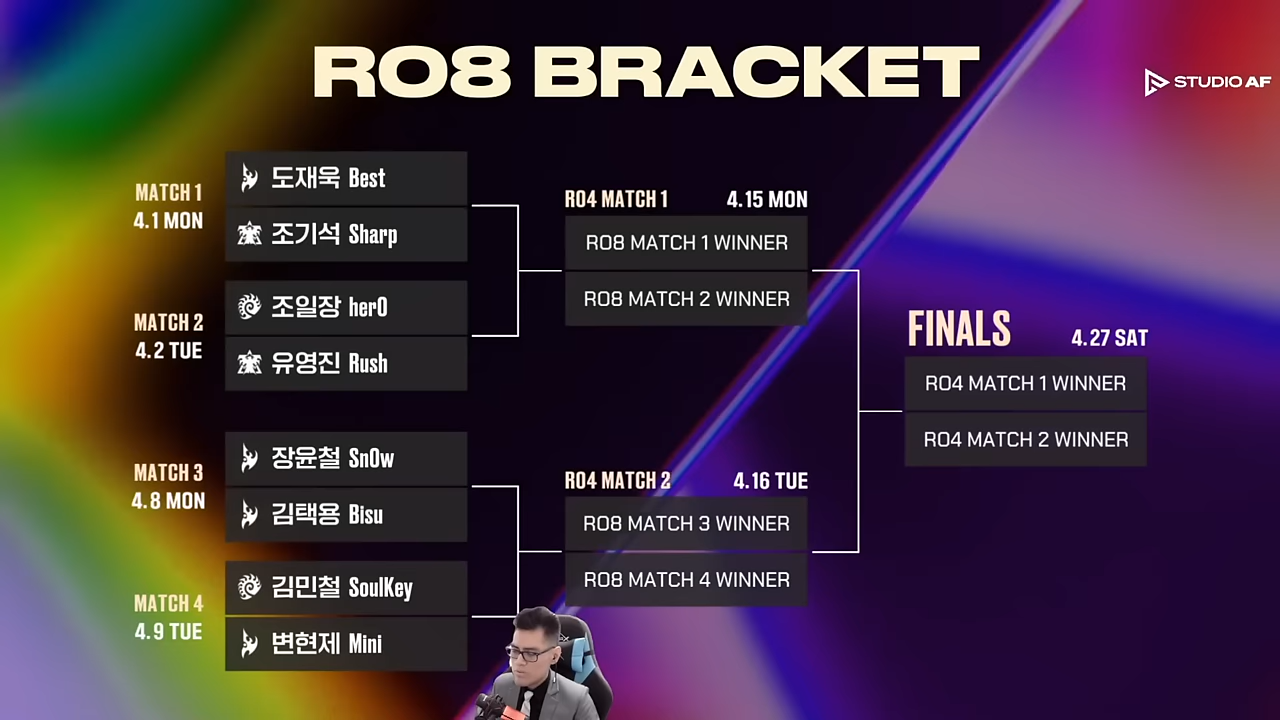 RO8 BRACKET
STUDIO AF
MATCH 1
4.1 MON
도재욱 Best
조기석 Sharp
MATCH 2
4.2 TUE
조일장 her0
유영진 Rush
MATCH 3
4.8 MON
장윤철 Sn0w
김택용 Bisu
MATCH 4
4.9 TUE
김민철 SoulKey
변현제 Mini
RO4 MATCH 1 4.15 MON
RO8 MATCH 1 WINNER
RO8 MATCH 2 WINNER
RO4 MATCH 2 4.16 TUE
RO8 MATCH 3 WINNER
RO8 MATCH 4 WINNER
FINALS 4.27 SAT
RO4 MATCH 1 WINNER
RO4 MATCH 2 WINNER